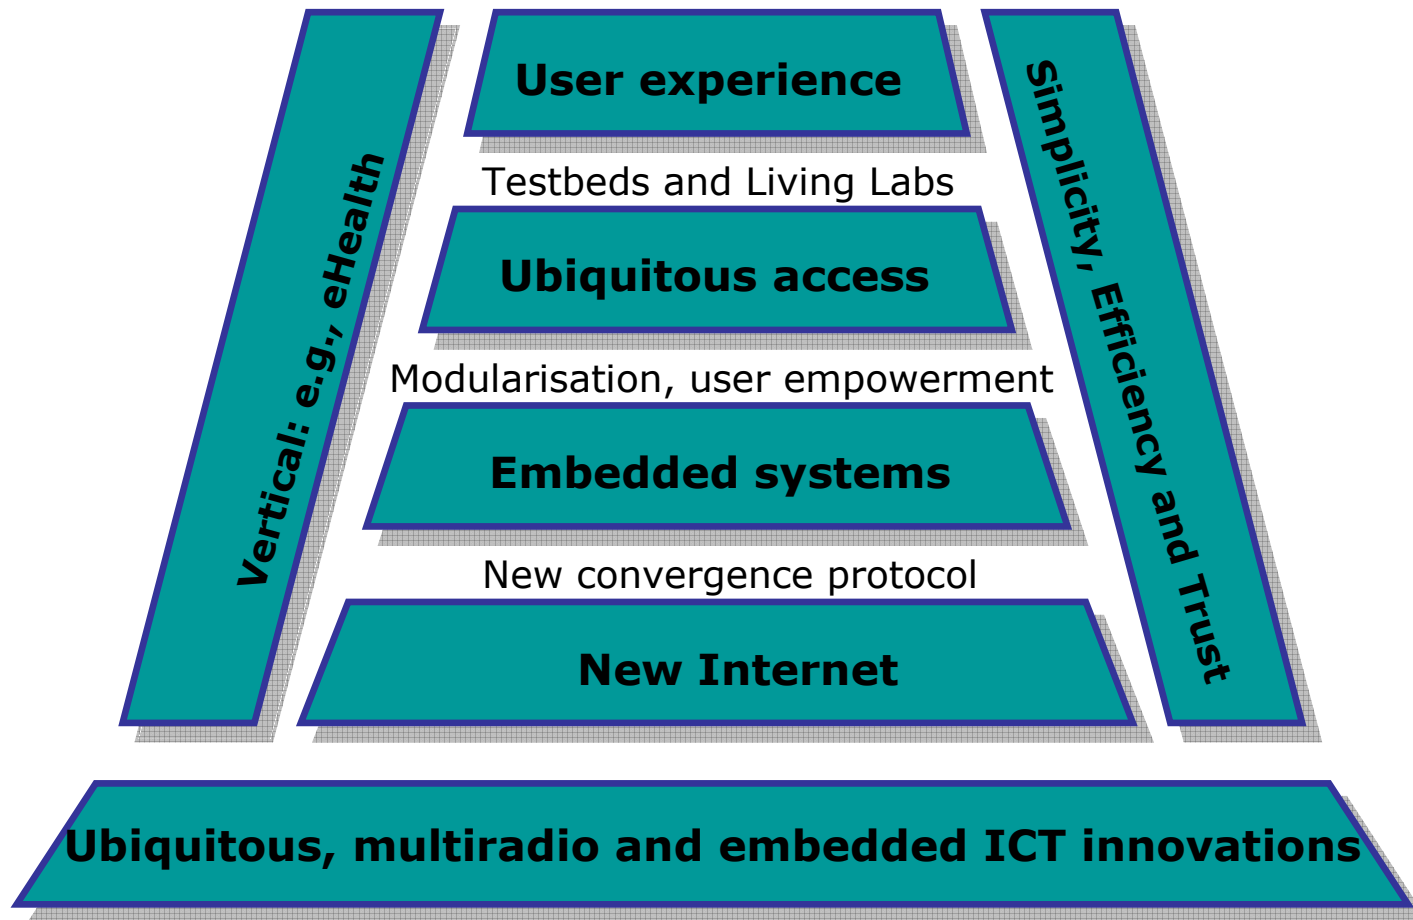 User experience
Testbeds and Living Labs
Ubiquitous access
Modularisation, user empowerment
Embedded systems
New convergence protocol
New Internet
Vertical: e.g., eHealth
Simplicity, Efficiency and Trust
Ubiquitous, multiradio and embedded ICT innovations